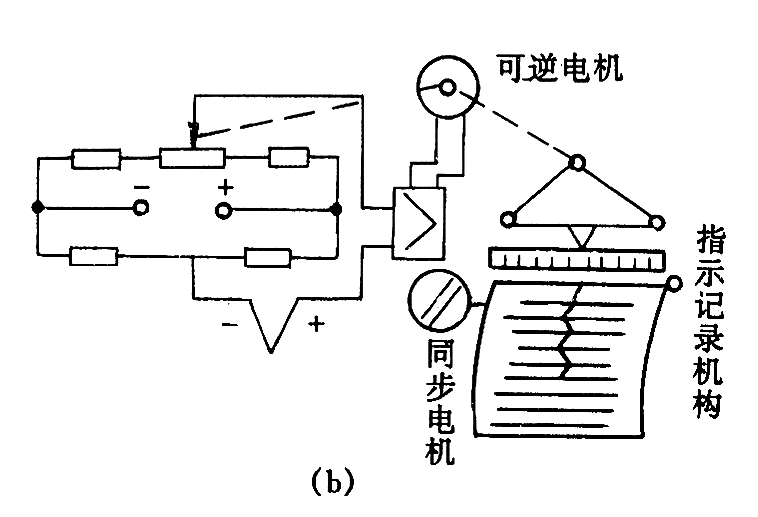 可逆电机
− +
− +
指示记录机构
同步电机
(b)